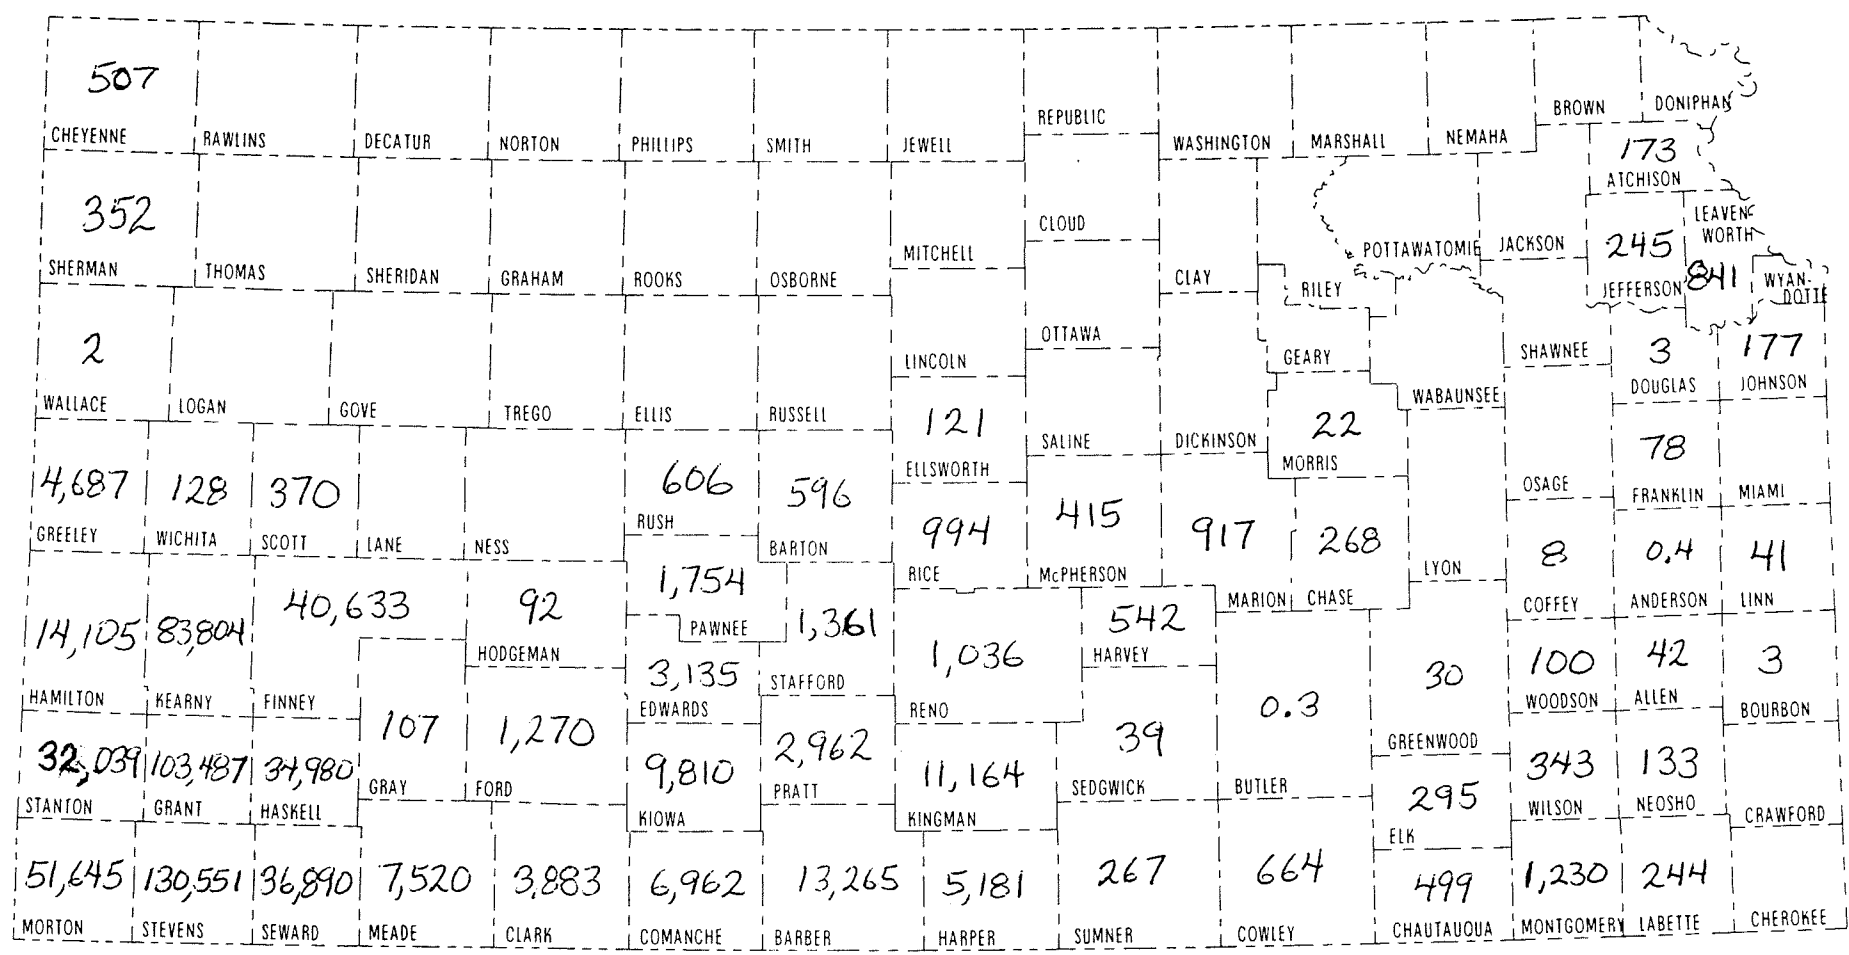 507
CHEYENNE
RAWLINS
DECATUR
NORTON
PHILLIPS
SMITH
JEWELL
REPUBLIC
WASHINGTON
MARSHALL
NEMAHA
BROWN
DONIPHAN
173
ATCHISON
352
SHERMAN
THOMAS
SHERIDAN
GRAHAM
ROOKS
OSBORNE
MITCHELL
CLOUD
CLAY
RILEY
POTTAWATOMIE
JACKSON
245
JEFFERSON
LEAVEN-
WORTH
841
WYAN-
DOTTE
2
WALLACE
LOGAN
GOVE
TREGO
ELLIS
RUSSELL
LINCOLN
OTTAWA
GEARY
WABAUNSEE
SHAWNEE
3
DOUGLAS
177
JOHNSON
4,687
GREELEY
128
WICHITA
370
SCOTT
LANE
NESS
606
RUSH
596
BARTON
121
ELLSWORTH
SALINE
DICKINSON
22
MORRIS
OSAGE
78
FRANKLIN
MIAMI
994
RICE
415
McPHERSON
917
MARION
268
CHASE
LYON
8
COFFEY
0.4
ANDERSON
41
LINN
14,105
HAMILTON
83,804
KEARNY
40,633
FINNEY
92
HODGEMAN
1,754
PAWNEE
1,361
STAFFORD
3,135
EDWARDS
1,036
RENO
542
HARVEY
0.3
BUTLER
30
GREENWOOD
100
WOODSON
42
ALLEN
3
BOURBON
32,039
STANTON
103,487
GRANT
34,980
HASKELL
107
GRAY
1,270
FORD
9,810
KIOWA
2,962
PRATT
11,164
KINGMAN
39
SEDGWICK
295
ELK
343
WILSON
133
NEOSHO
CRAWFORD
51,645
MORTON
130,551
STEVENS
36,890
SEWARD
7,520
MEADE
3,883
CLARK
6,962
COMANCHE
13,265
BARBER
5,181
HARPER
267
SUMNER
664
COWLEY
499
CHAUTAUQUA
1,230
MONTGOMERY
244
LABETTE
CHEROKEE